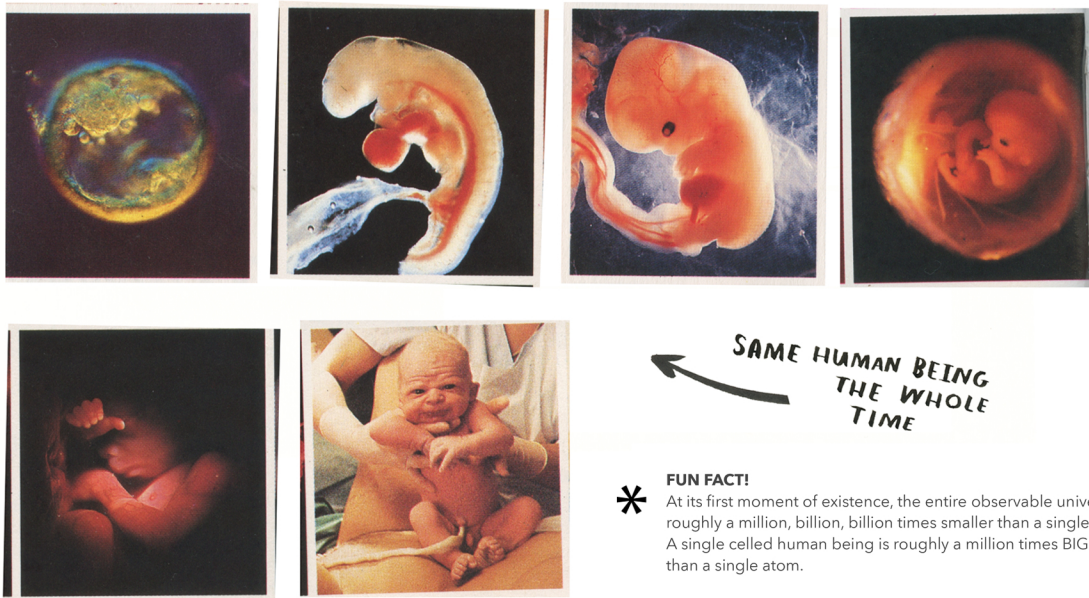 SAME HUMAN BEING
THE WHOLE
TIME
FUN FACT!
At its first moment of existence, the entire observable
roughly a million, billion, billion times smaller than a single
A single celled human being is roughly a million times
than a single atom.